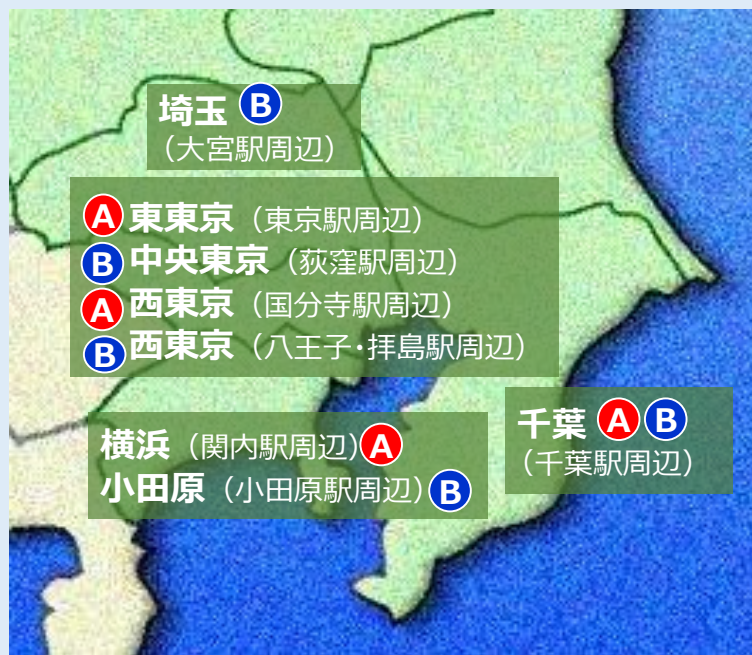 埼玉 B
（大宮駅周辺）
A 東東京（東京駅周辺）
B 中央東京（荻窪駅周辺）
A 西東京（国分寺駅周辺）
B 西東京（八王子・拝島駅周辺）
横浜（関内駅周辺）A
小田原（小田原駅周辺）B
千葉 A B
（千葉駅周辺）